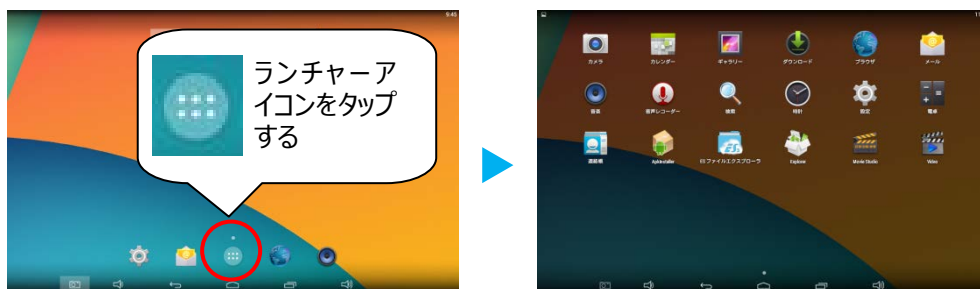 9:45
ランチャーア
イコンをタップ
する
カメラ
カレンダー
ギャラリー
ダウンロード
ブラウザ
メール
音楽
音声レコーダー
検索
時計
設定
電卓
連絡帳
ApkInstaller
ES ファイルエクスプローラ
Explorer
Movie Studio
Video